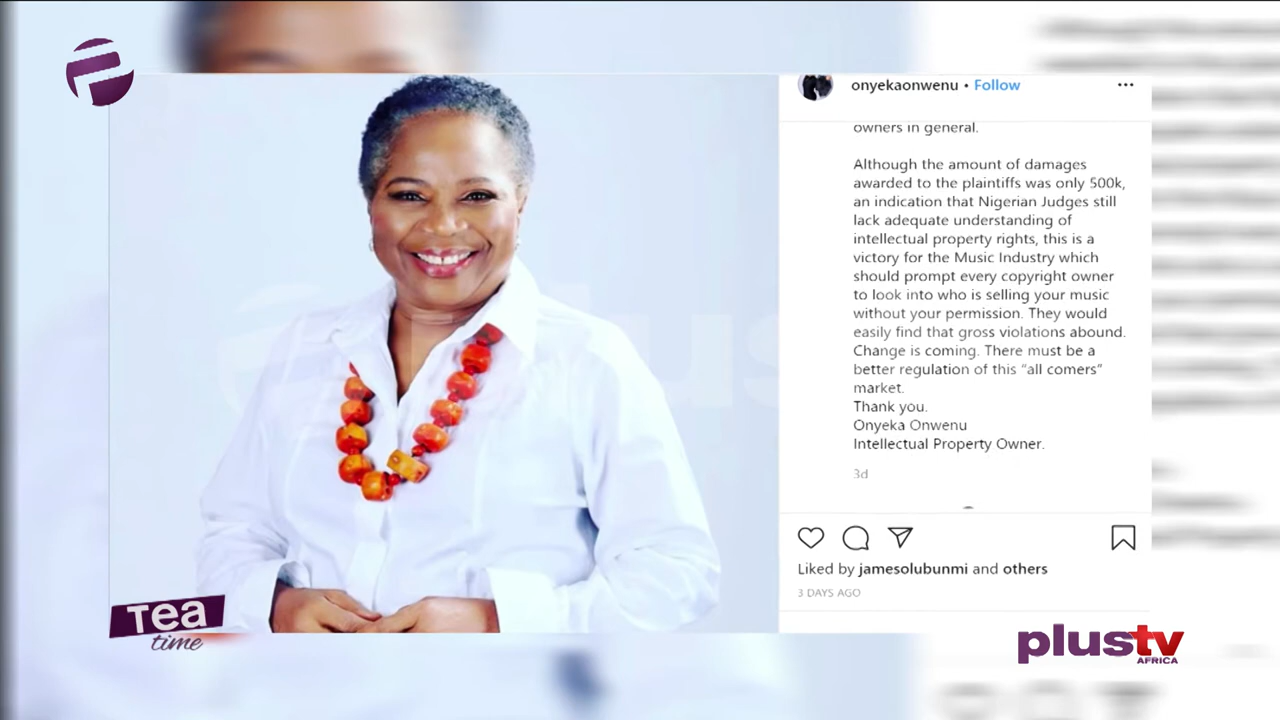 onyekaonwenu • Follow
owners in general.
Although the amount of damages
awarded to the plaintiffs was only 500k,
an indication that Nigerian Judges still
lack adequate understanding of
intellectual property rights, this is a
victory for the Music Industry which
should prompt every copyright owner
to look into who is selling your music
without your permission. They would
easily find that gross violations abound.
Change is coming. There must be a
better regulation of this "all comers"
market.
Thank you.
Onyeka Onwenu
Intellectual Property Owner.
3d
Liked by jamesolubunmi and others
3 DAYS AGO
Tea
time
plustv
AFRICA